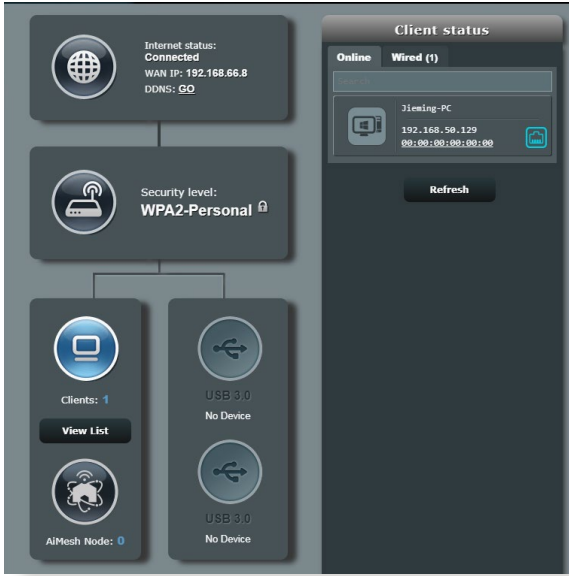 Internet status:
Connected
WAN IP: 192.168.66.8
DDNS: GO
Security level:
WPA2-Personal
Clients: 1
View List
AiMesh Node: 0
USB 3.0
No Device
USB 3.0
No Device
Client status
Online
Wired (1)
Search
Jieming-PC
192.168.50.129
00:00:00:00:00:00
Refresh